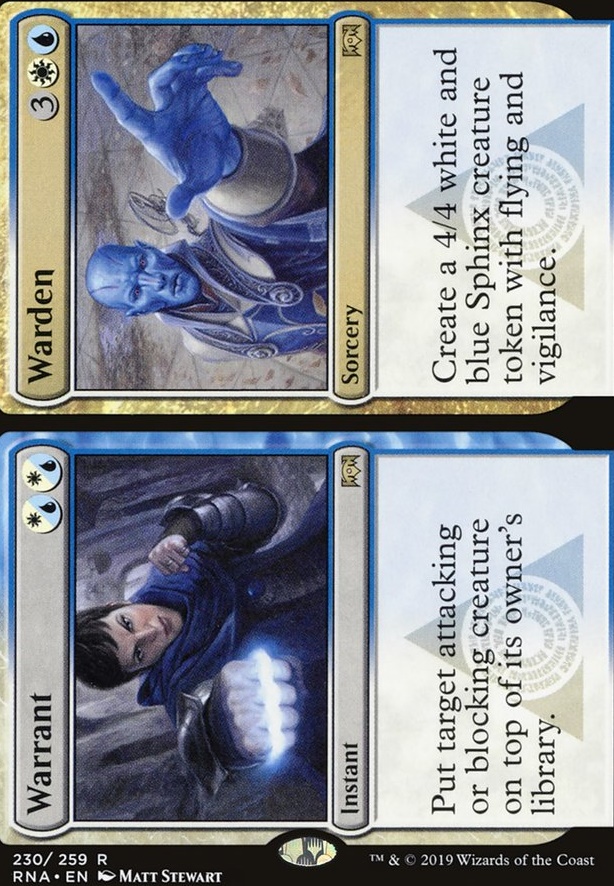 Warrant
Instant
Put target attacking
or blocking creature
on top of its owner's
library.
Warden
3
Sorcery
Create a 4/4 white and
blue Sphinx creature
token with flying and
vigilance.
230/259 R
RNA • EN MATT STEWART
™ & © 2019 Wizards of the Coast